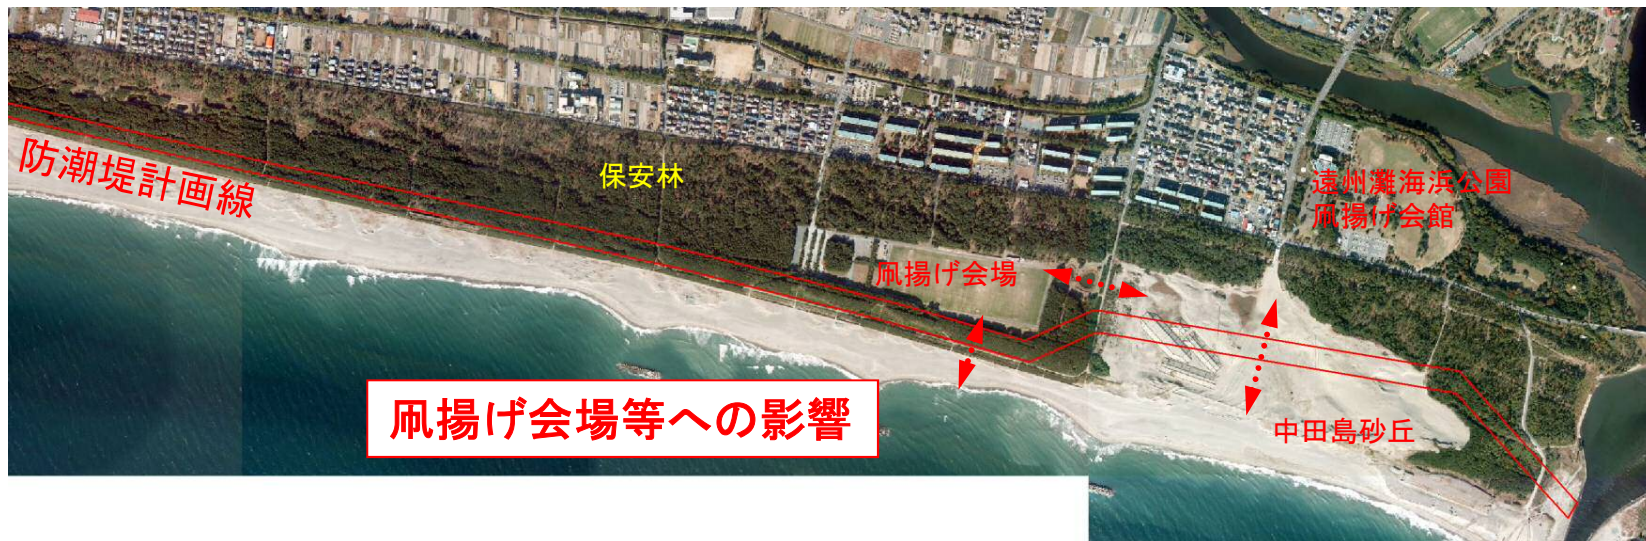 防潮堤計画線
保安林
遠州灘海浜公園
凧揚げ会館
凧揚げ会場
凧揚げ会場等への影響
中田島砂丘